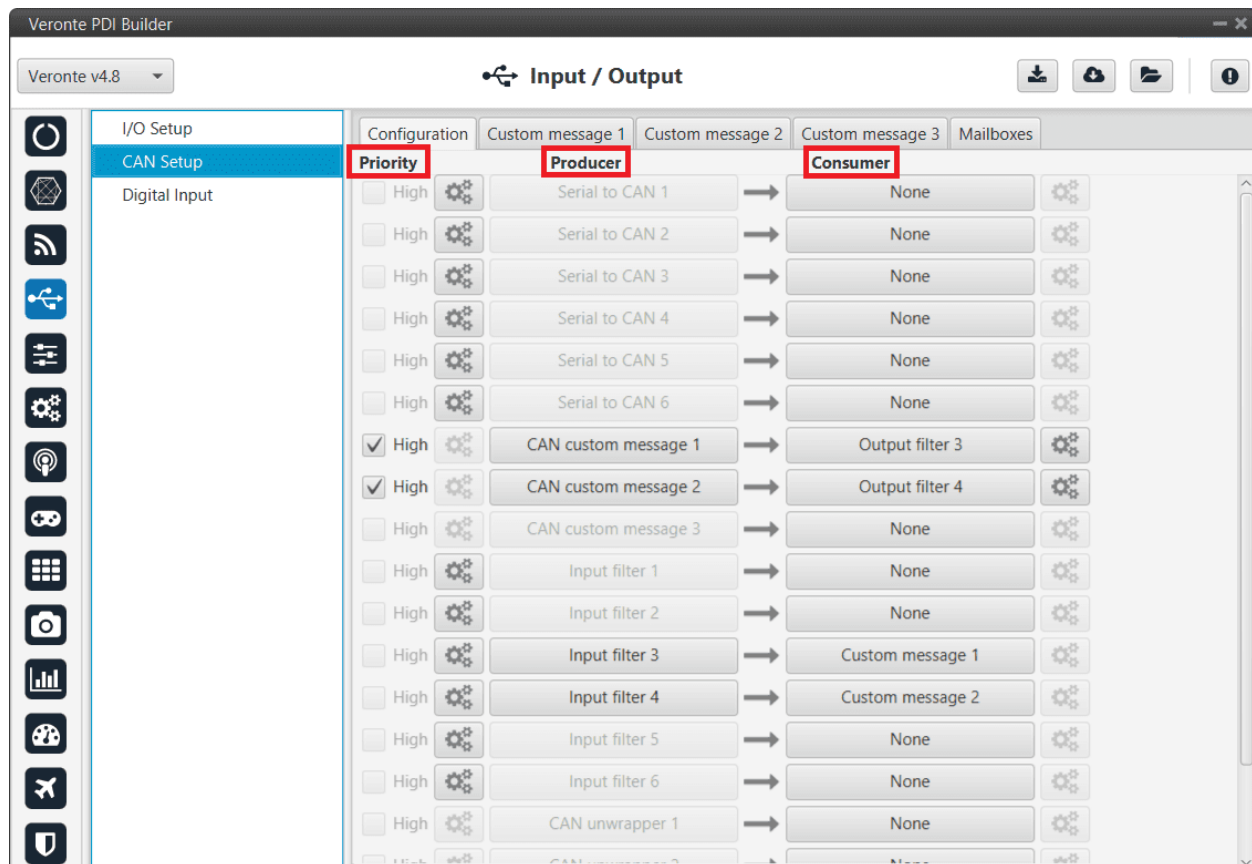 Veronte PDI Builder
Veronte v4.8
Input / Output
I/O Setup
CAN Setup
Digital Input
Configuration Custom message 1 Custom message 2 Custom message 3 Mailboxes
Priority Producer Consumer
High Serial to CAN 1 None
High Serial to CAN 2 None
High Serial to CAN 3 None
High Serial to CAN 4 None
High Serial to CAN 5 None
High Serial to CAN 6 None
High CAN custom message 1 Output filter 3
High CAN custom message 2 Output filter 4
High CAN custom message 3 None
High Input filter 1 None
High Input filter 2 None
High Input filter 3 Custom message 1
High Input filter 4 Custom message 2
High Input filter 5 None
High Input filter 6 None
High CAN unwrapper 1 None